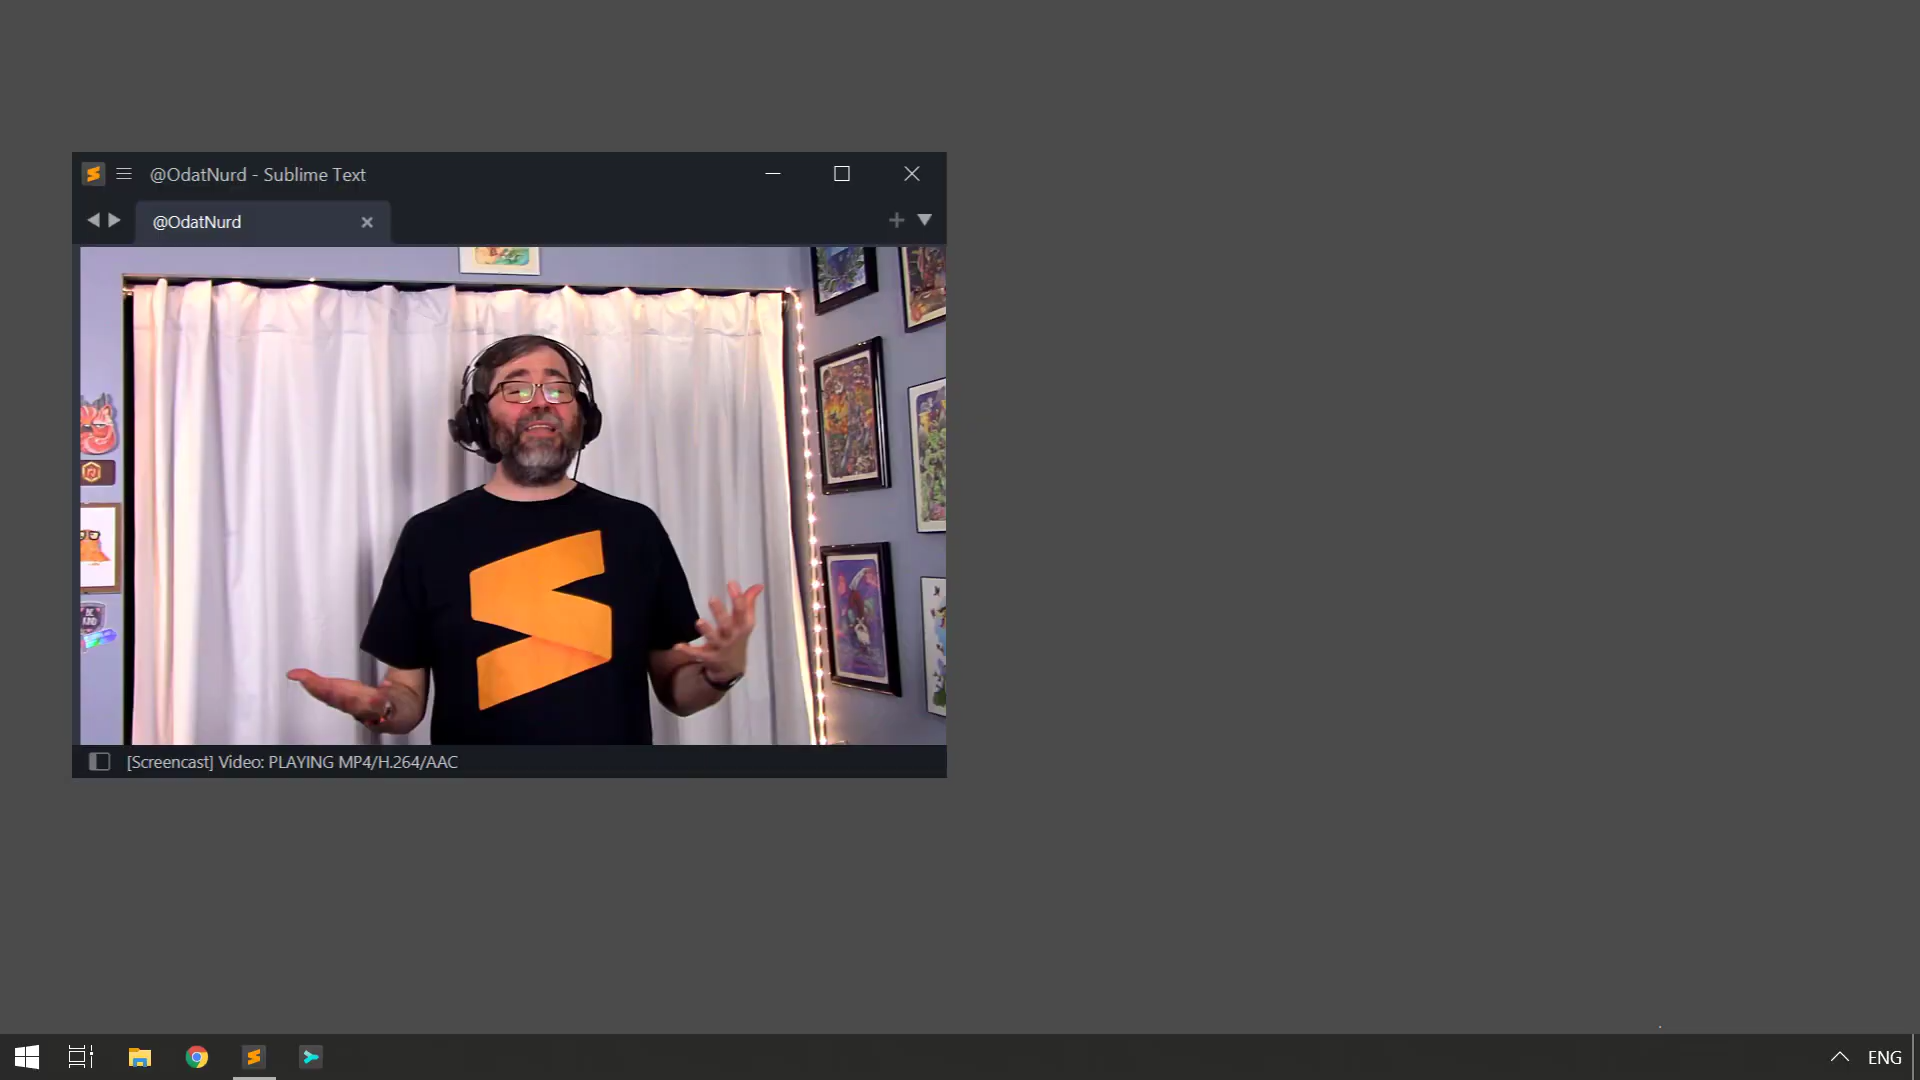 @OdatNurd - Sublime Text
@OdatNurd
[Screencast] Video: PLAYING MP4/H.264/AAC
ENG